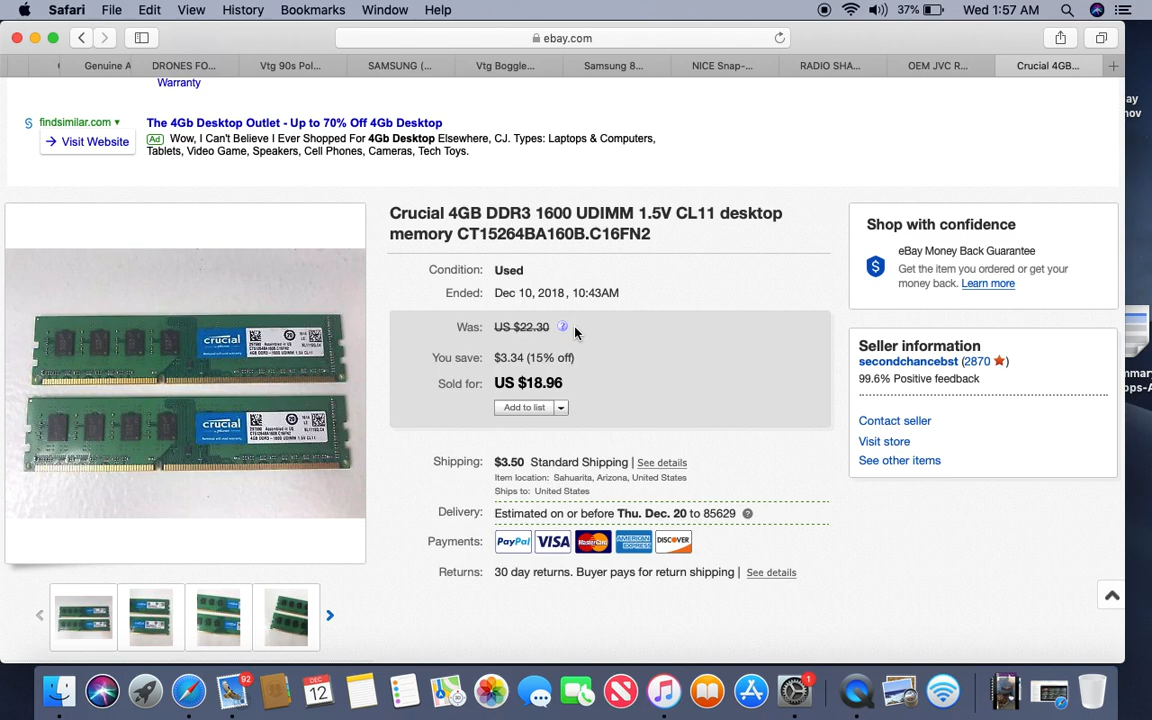 Safari File Edit View History Bookmarks Window Help 37% Wed 1:57 AM
ebay.com
Genuine A DRONES FO... Vtg 90s Pol... SAMSUNG (... Vtg Boggle... Samsung 8... NICE Snap-... RADIO SHA... OEM JVC R... Crucial 4GB...
Warranty
findsimilar.com
The 4Gb Desktop Outlet - Up to 70% Off 4Gb Desktop
Visit Website
Ad Wow, I Can't Believe I Ever Shopped For 4Gb Desktop Elsewhere, CJ. Types: Laptops & Computers,
Tablets, Video Game, Speakers, Cell Phones, Cameras, Tech Toys.
Crucial 4GB DDR3 1600 UDIMM 1.5V CL11 desktop
memory CT15264BA160B.C16FN2
Condition: Used
Ended: Dec 10, 2018 , 10:43AM
Was: US $22.30
You save: $3.34 (15% off)
Sold for: US $18.96
Add to list
Shipping: $3.50 Standard Shipping | See details
Item location: Sahuarita, Arizona, United States
Ships to: United States
Delivery: Estimated on or before Thu. Dec. 20 to 85629
Payments: PayPal VISA MasterCard AMERICAN EXPRESS DISCOVER
Returns: 30 day returns. Buyer pays for return shipping | See details
Shop with confidence
eBay Money Back Guarantee
Get the item you ordered or get your
money back. Learn more
Seller information
secondchancebst (2870)
99.6% Positive feedback
Contact seller
Visit store
See other items
crucial
crucial
92
DEC
12
1